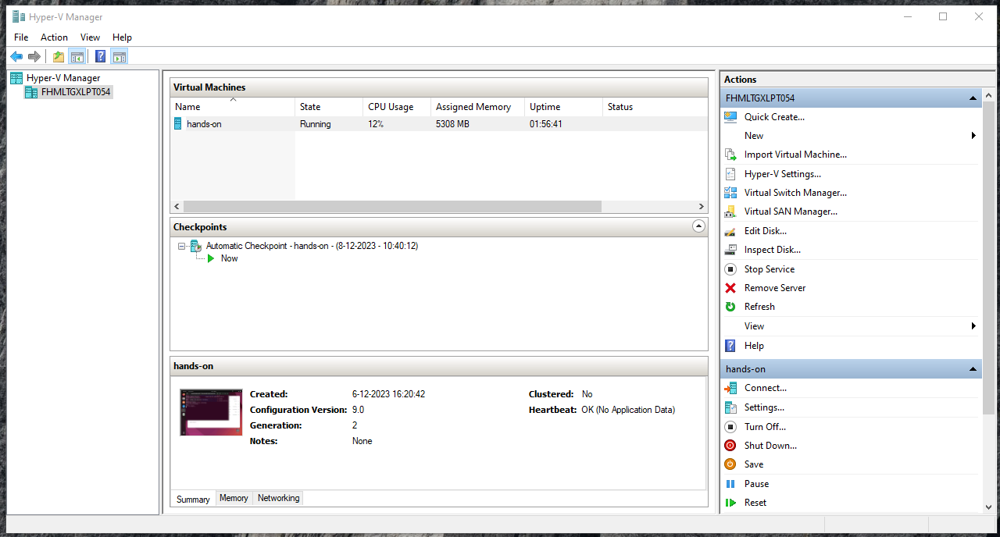 Hyper-V Manager
File Action View Help
Hyper-V Manager
FHMLTGXLPT054
Virtual Machines
Name State CPU Usage Assigned Memory Uptime Status
hands-on Running 12% 5308 MB 01:56:41
Checkpoints
Automatic Checkpoint - hands-on - (8-12-2023 - 10:40:12)
Now
hands-on
Created: 6-12-2023 16:20:42 Clustered: No
Configuration Version: 9.0 Heartbeat: OK (No Application Data)
Generation: 2
Notes: None
Summary Memory Networking
Actions
FHMLTGXLPT054
Quick Create...
New
Import Virtual Machine...
Hyper-V Settings...
Virtual Switch Manager...
Virtual SAN Manager...
Edit Disk...
Inspect Disk...
Stop Service
Remove Server
Refresh
View
Help
hands-on
Connect...
Settings...
Turn Off...
Shut Down...
Save
Pause
Reset